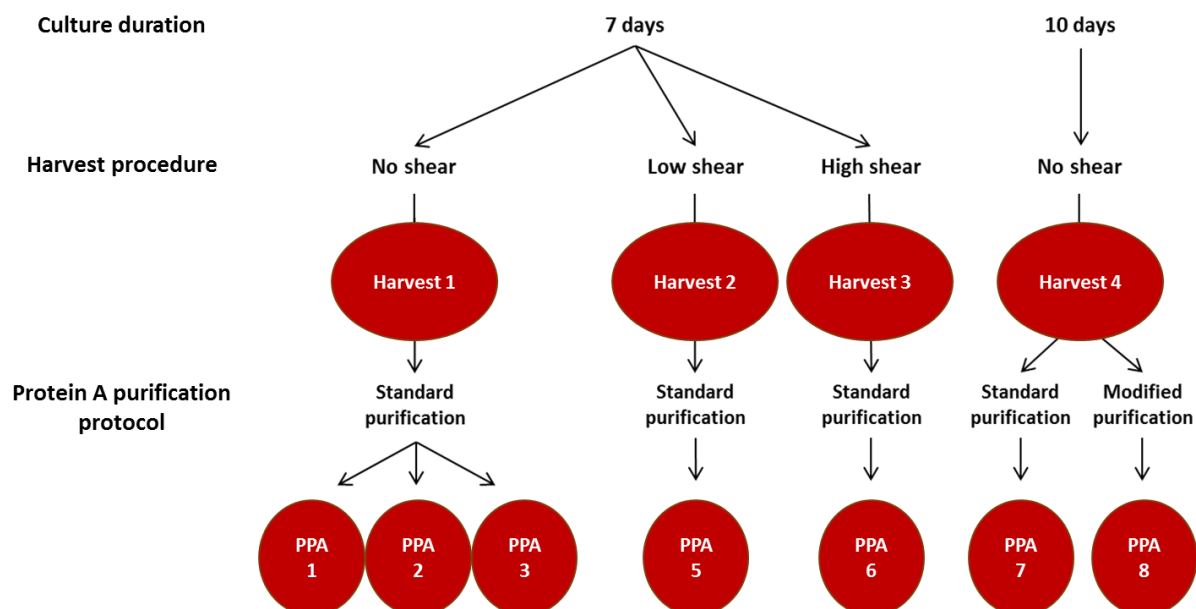 Culture duration
7 days
10 days
Harvest procedure
No shear
Low shear
High shear
No shear
Harvest 1
Harvest 2
Harvest 3
Harvest 4
Protein A purification
protocol
Standard
purification
Standard
purification
Standard
purification
Standard
purification
Modified
purification
PPA
1
PPA
2
PPA
3
PPA
5
PPA
6
PPA
7
PPA
8